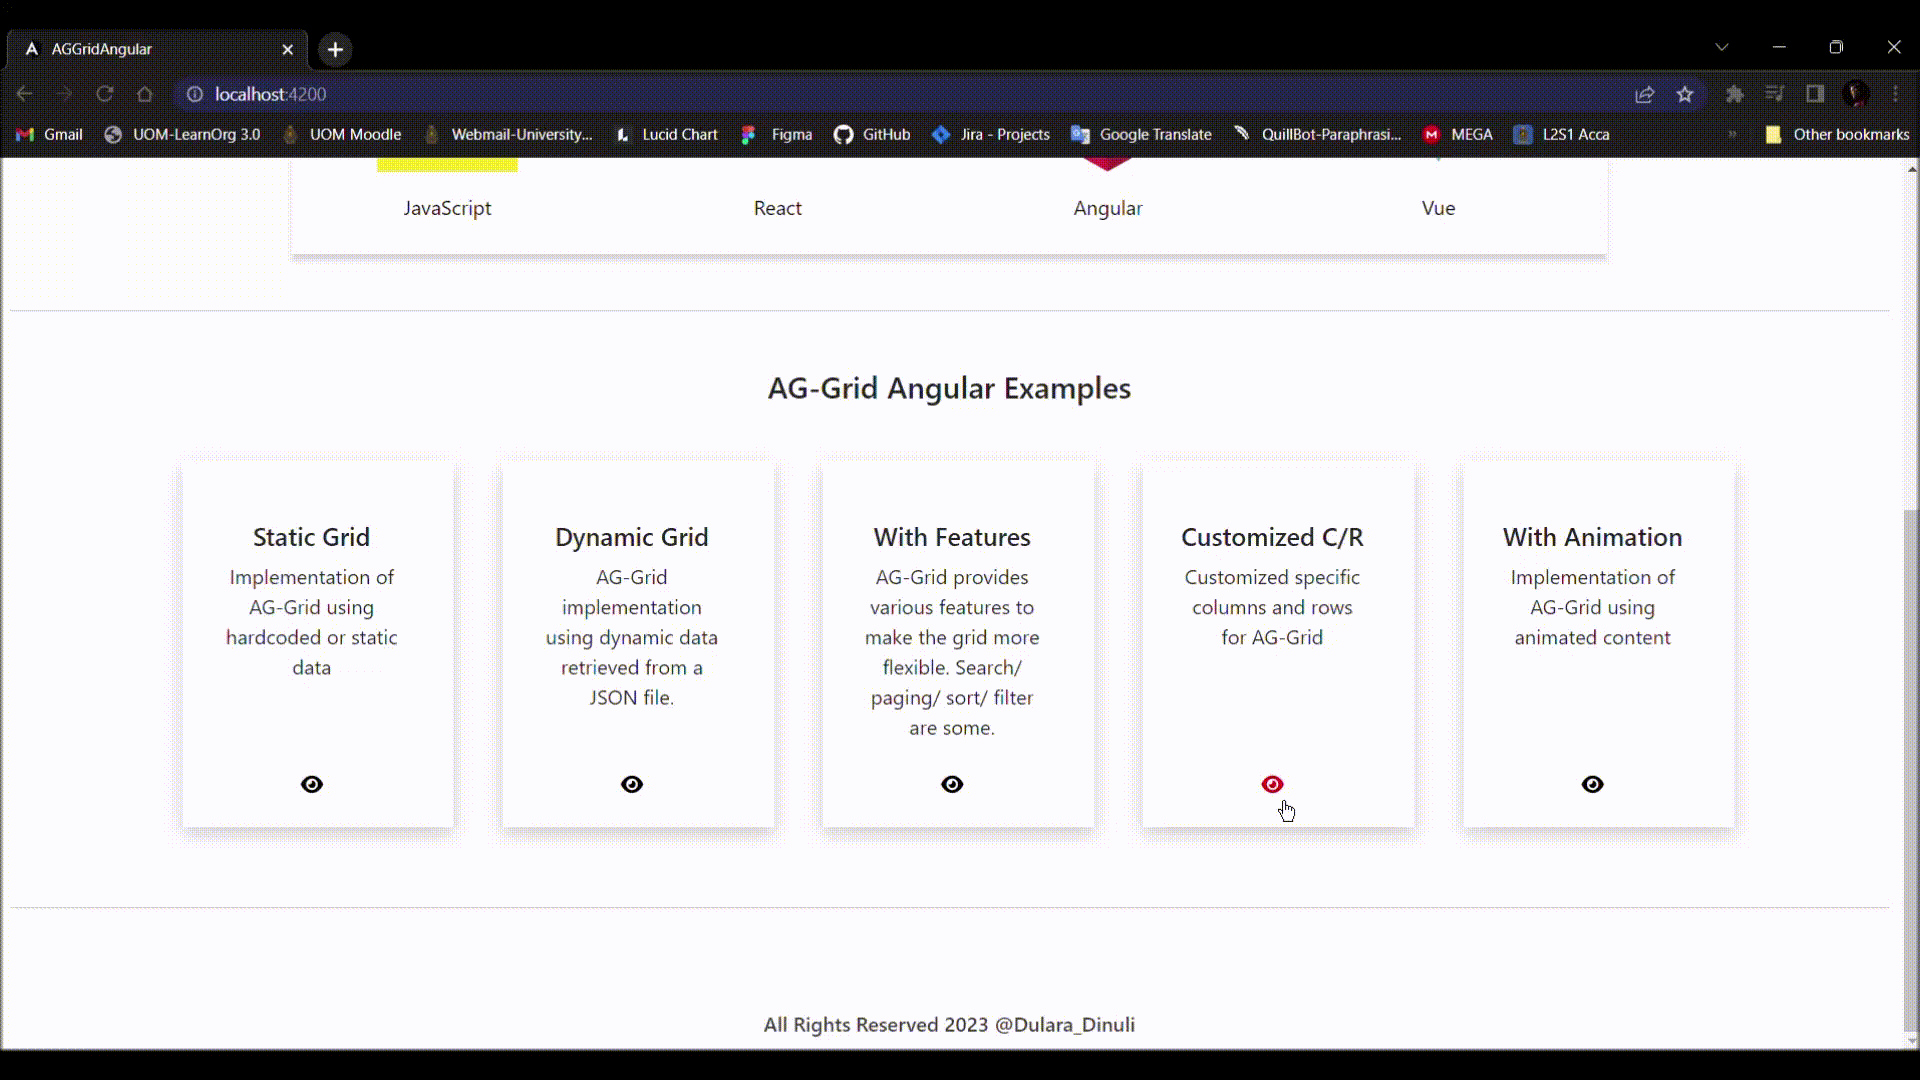 AGGridAngular
localhost:4200
Gmail UOM-LearnOrg 3.0 UOM Moodle Webmail-University... Lucid Chart Figma GitHub Jira - Projects Google Translate QuillBot-Paraphrasi... MEGA L2S1 Acca » Other bookmarks
JavaScript React Angular Vue
AG-Grid Angular Examples
Static Grid
Implementation of
AG-Grid using
hardcoded or static
data
Dynamic Grid
AG-Grid
implementation
using dynamic data
retrieved from a
JSON file.
With Features
AG-Grid provides
various features to
make the grid more
flexible. Search/
paging/ sort/ filter
are some.
Customized C/R
Customized specific
columns and rows
for AG-Grid
With Animation
Implementation of
AG-Grid using
animated content
All Rights Reserved 2023 @Dulara_Dinuli